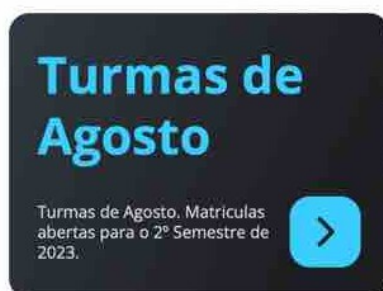 Turmas de
Agosto
Turmas de Agosto. Matriculas
abertas para o 2º Semestre de
2023.